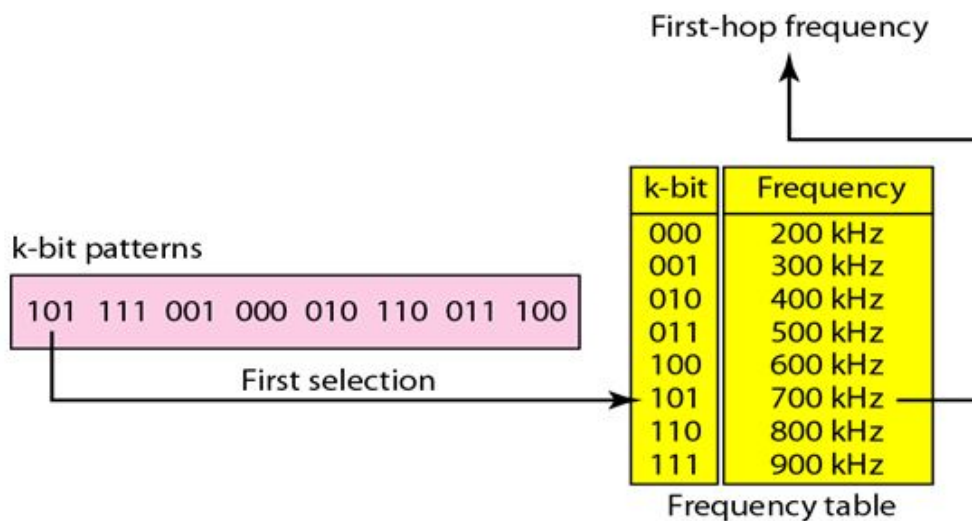 First-hop frequency
k-bit Frequency
000 200 kHz
001 300 kHz
010 400 kHz
011 500 kHz
100 600 kHz
101 700 kHz
110 800 kHz
111 900 kHz
Frequency table
k-bit patterns
101 111 001 000 010 110 011 100
First selection